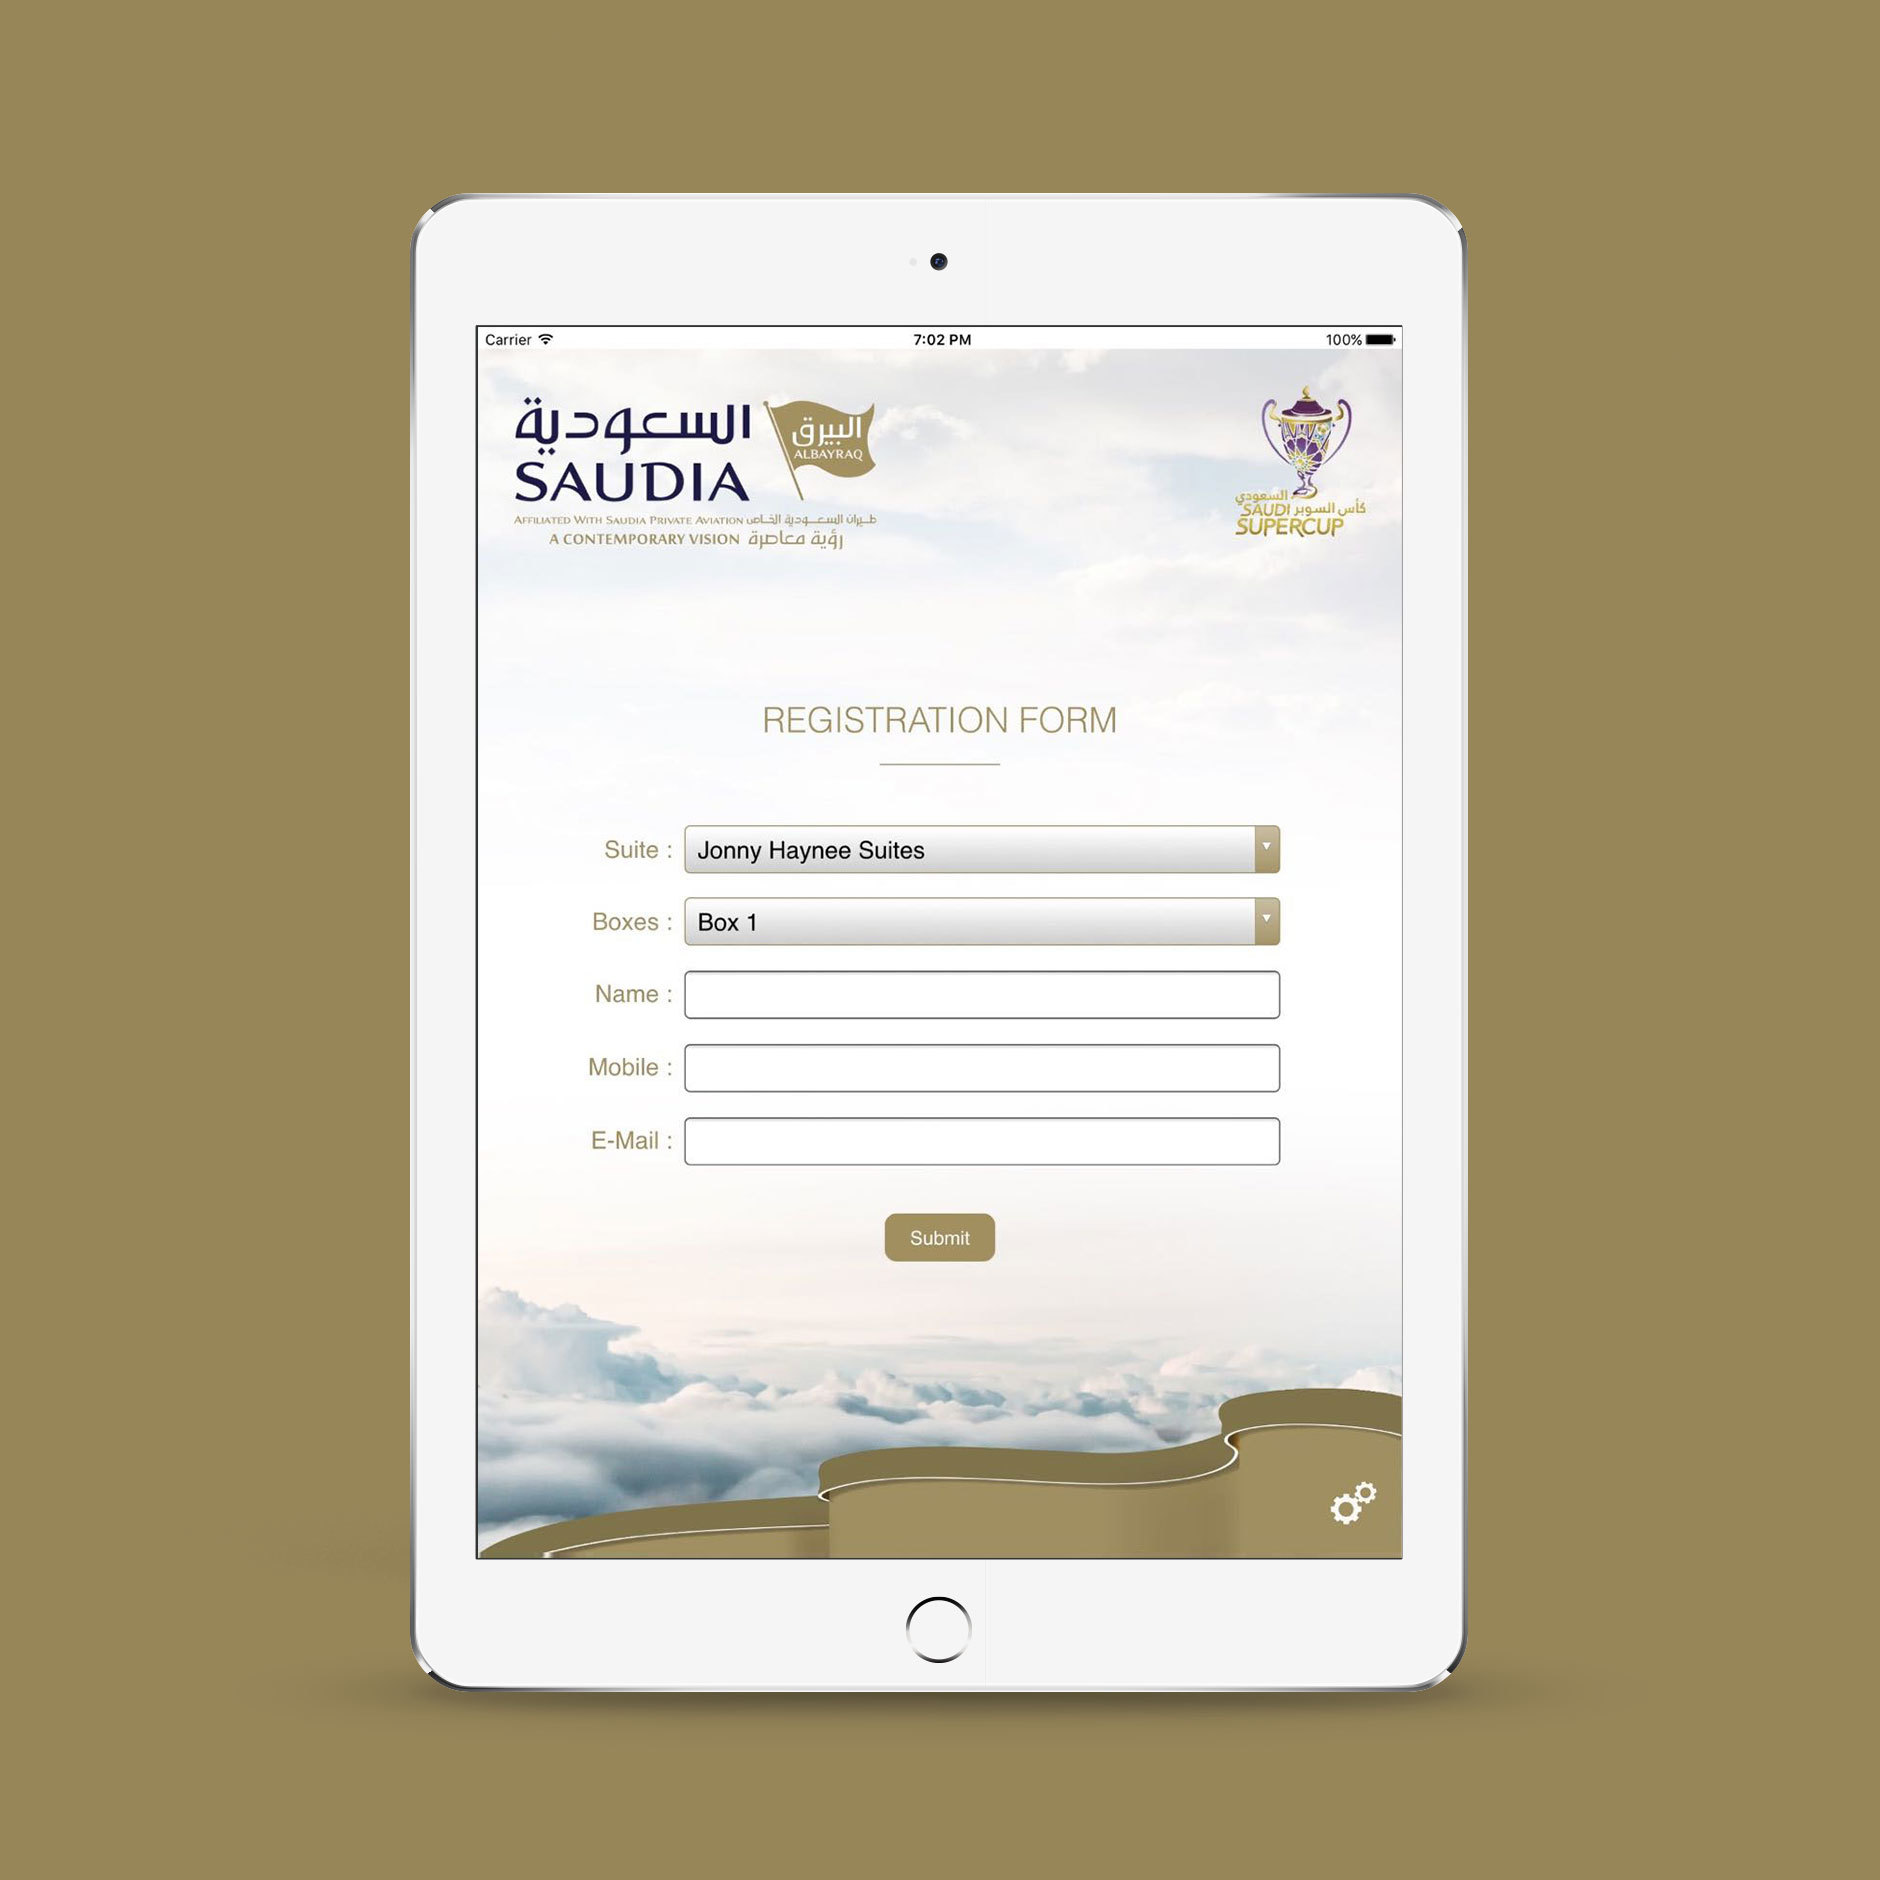 Carrier 7:02 PM 100%
السعودية
SAUDIA
البيرق
ALBAYRAQ
AFFILIATED WITH SAUDIA PRIVATE AVIATION طيران السعودية الخاص
A CONTEMPORARY VISION رؤية معاصرة
السعودي
SAUDI كأس السوبر
SUPERCUP
REGISTRATION FORM
Suite : Jonny Haynee Suites
Boxes : Box 1
Name :
Mobile :
E-Mail :
Submit